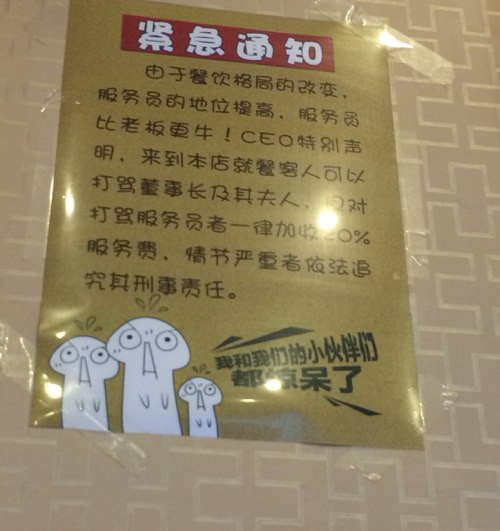 紧急通知
由于餐饮格局的改变，
服务员的地位提高，服务员
比老板更牛！CEO特别声
明，来到本店就餐客人可以
打骂董事长及其夫人，但对
打骂服务员者一律加收20%
服务费，情节严重者依法追
究其刑事责任。
我和我们的小伙伴们
都惊呆了